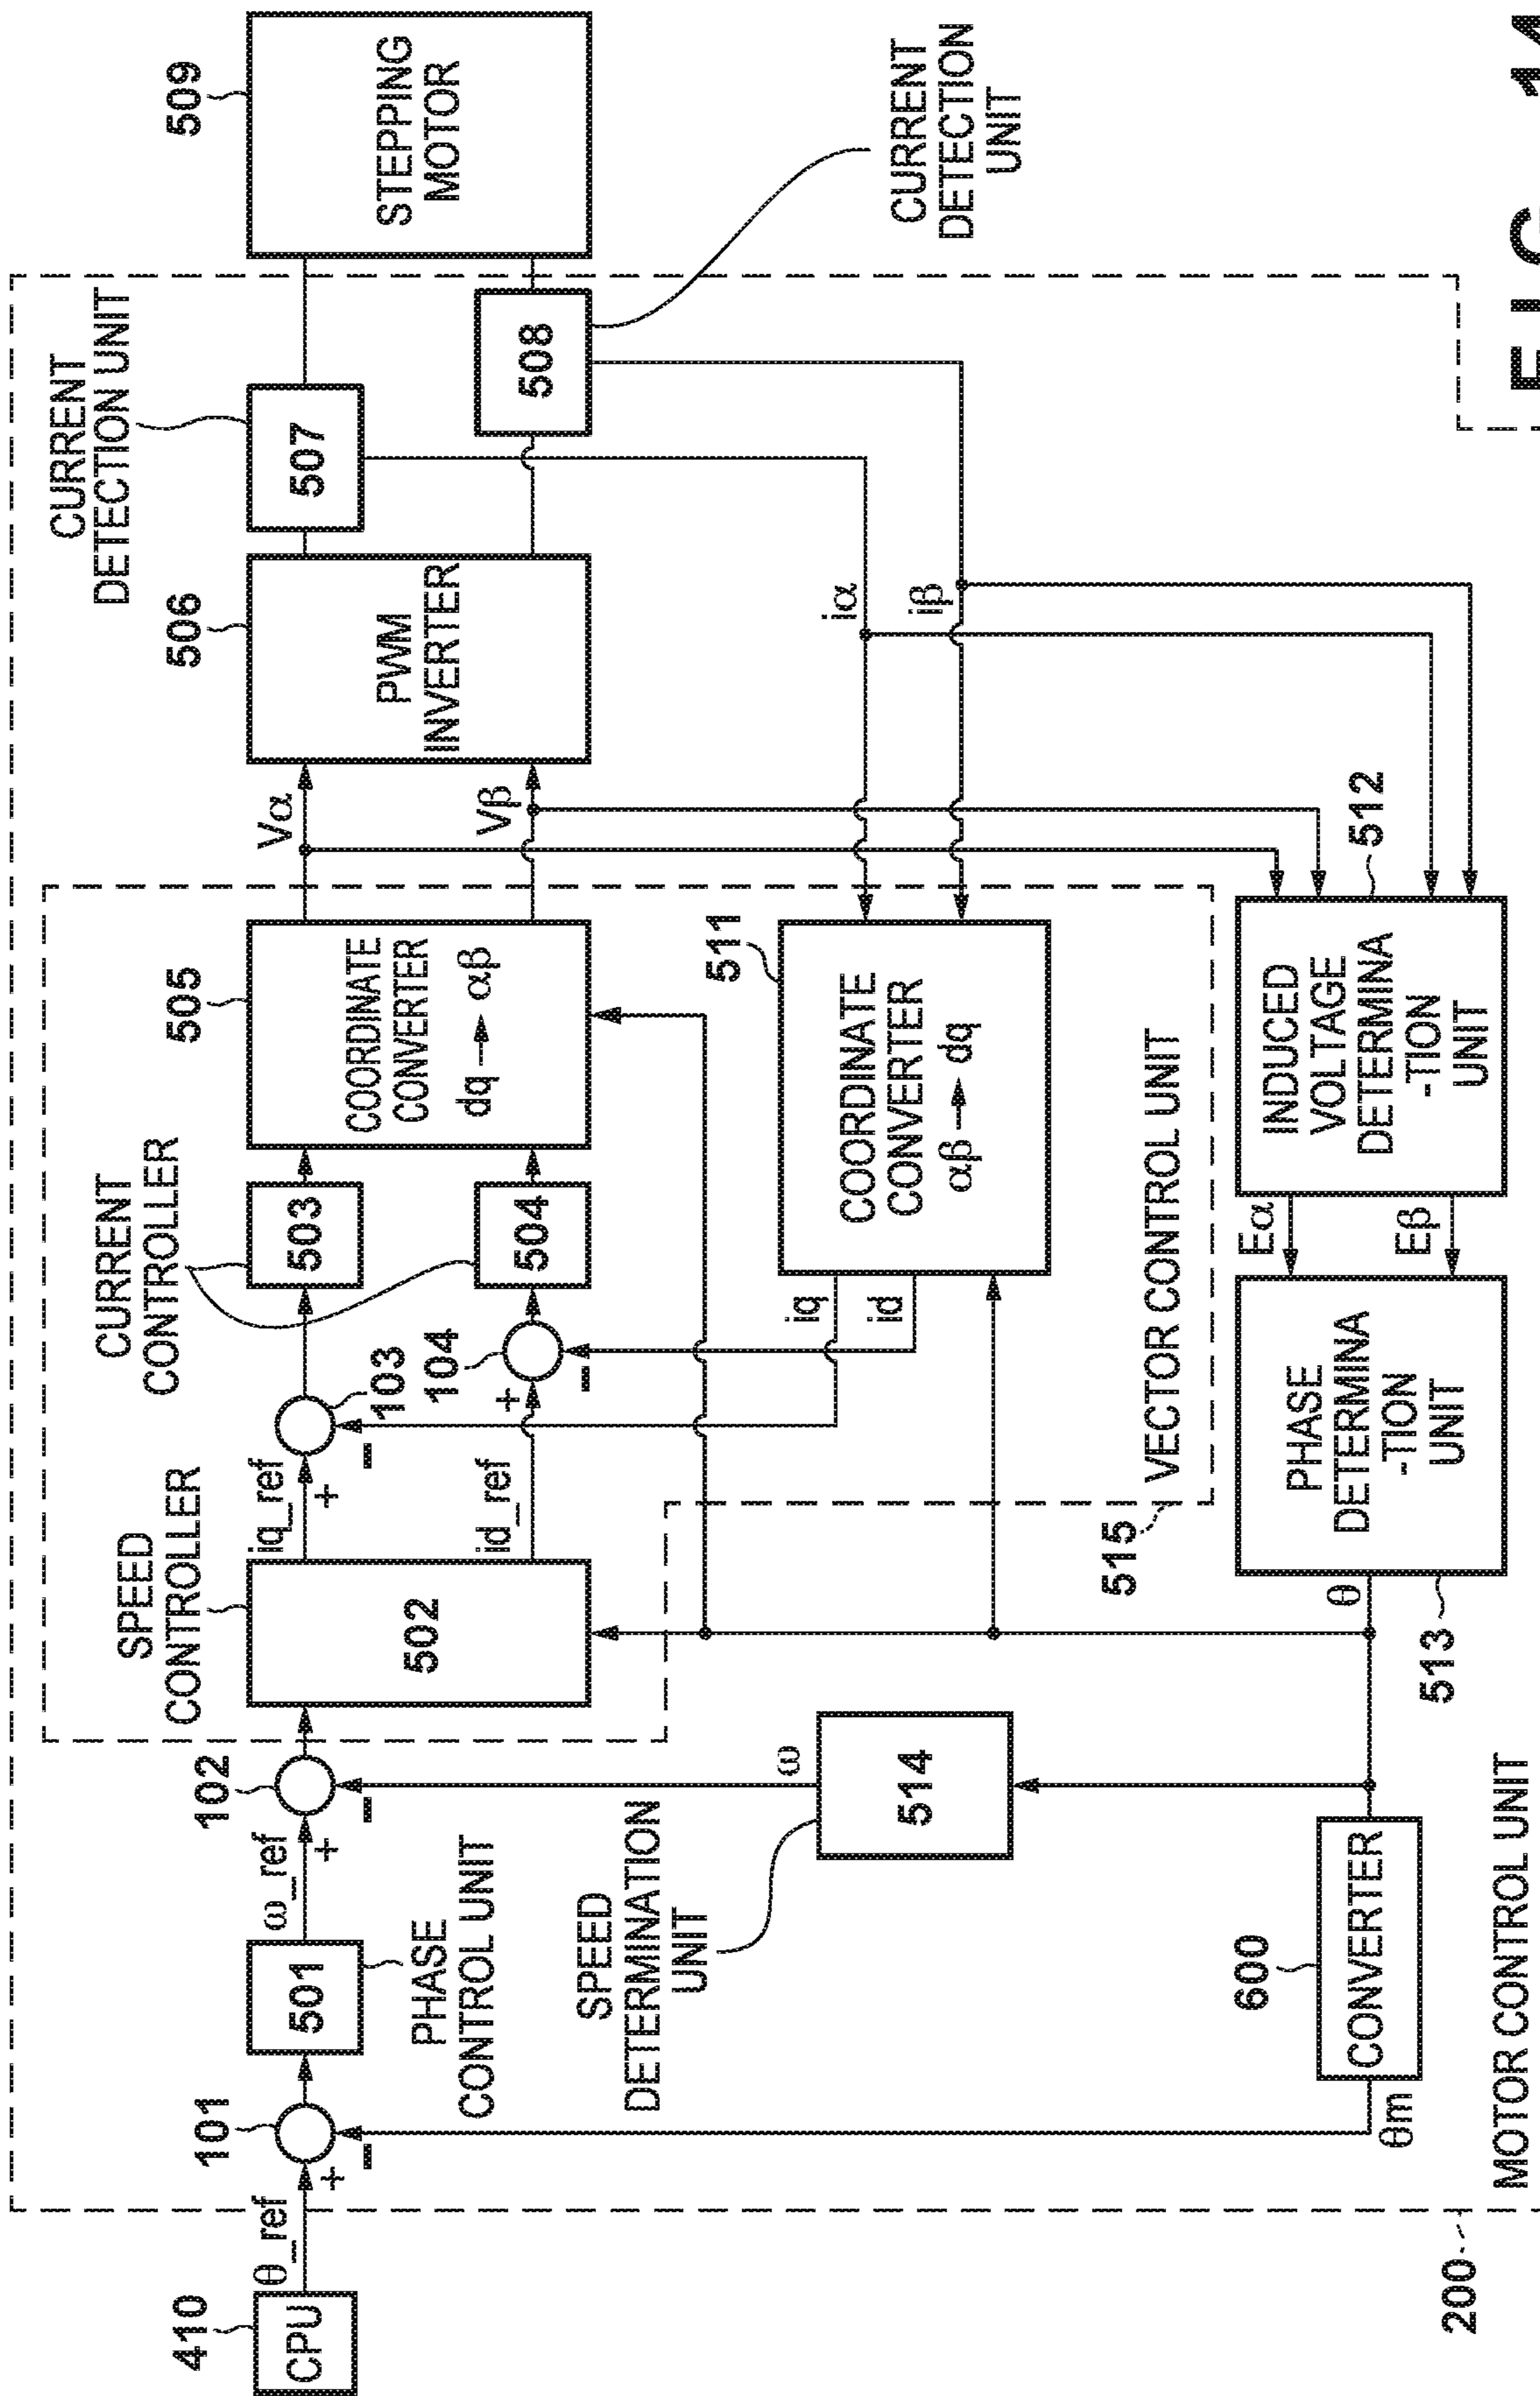 410
CPU
θ_ref
+
−
101
501
PHASE
CONTROL UNIT
ω_ref
+
−
102
SPEED
CONTROLLER
502
iq_ref
id_ref
+
−
103
+
−
104
CURRENT
CONTROLLER
503
504
505
COORDINATE
CONVERTER
dq → αβ
Vα
Vβ
506
PWM
INVERTER
CURRENT
DETECTION UNIT
507
508
CURRENT
DETECTION
UNIT
509
STEPPING
MOTOR
iα
iβ
511
COORDINATE
CONVERTER
αβ → dq
iq
id
515
VECTOR CONTROL UNIT
SPEED
DETERMINATION
UNIT
514
ω
600
CONVERTER
θm
θ
513
PHASE
DETERMINA
-TION
UNIT
Eα
Eβ
512
INDUCED
VOLTAGE
DETERMINA
-TION
UNIT
200
MOTOR CONTROL UNIT